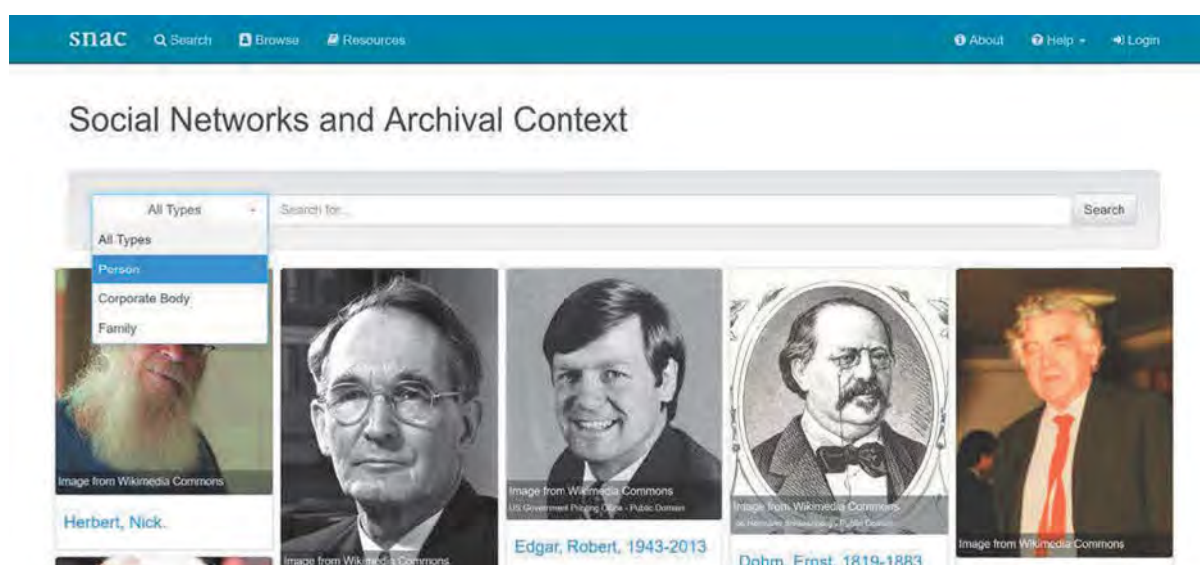 snac Search Browse Resources About Help Login
Social Networks and Archival Context
All Types Search for... Search
All Types
Person
Corporate Body
Family
Image from Wikimedia Commons
Herbert, Nick.
Image from Wikimedia Commons
Image from Wikimedia Commons
US Government Printing Office - Public Domain
Edgar, Robert, 1943-2013
Image from Wikimedia Commons
Public Domain
Dohm, Ernst, 1819-1883
Image from Wikimedia Commons